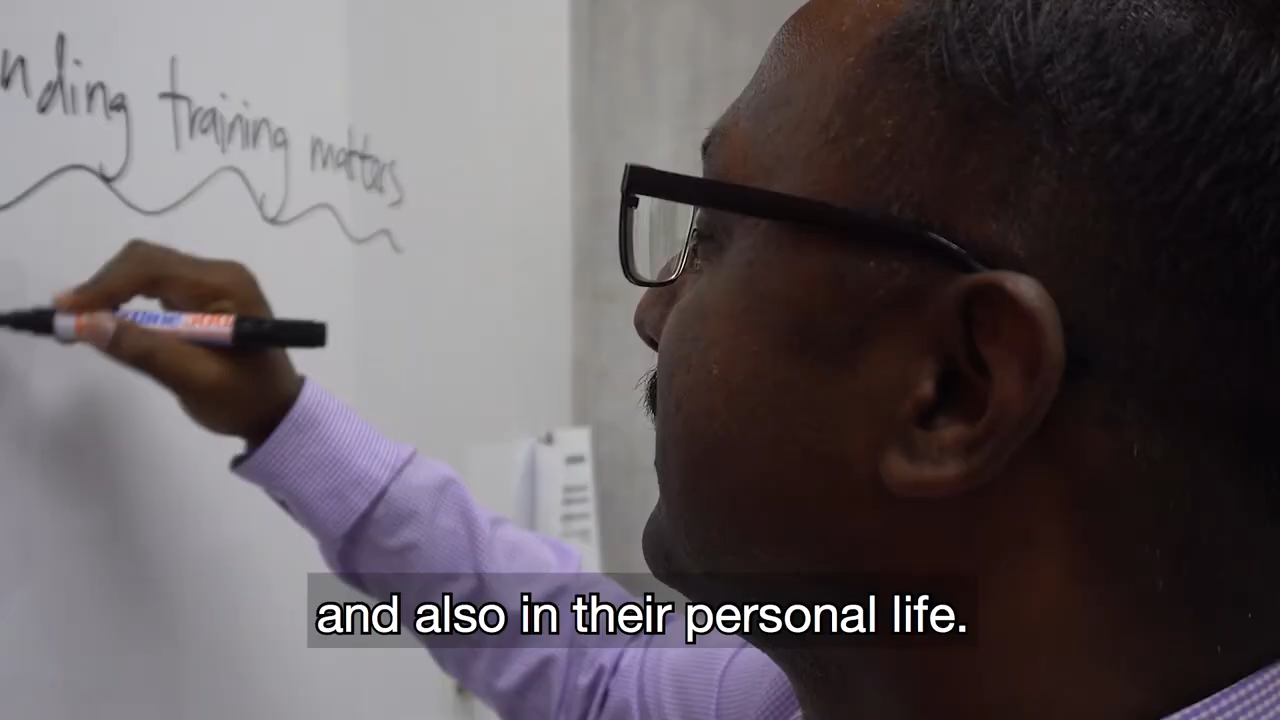 nding training matters
and also in their personal life.